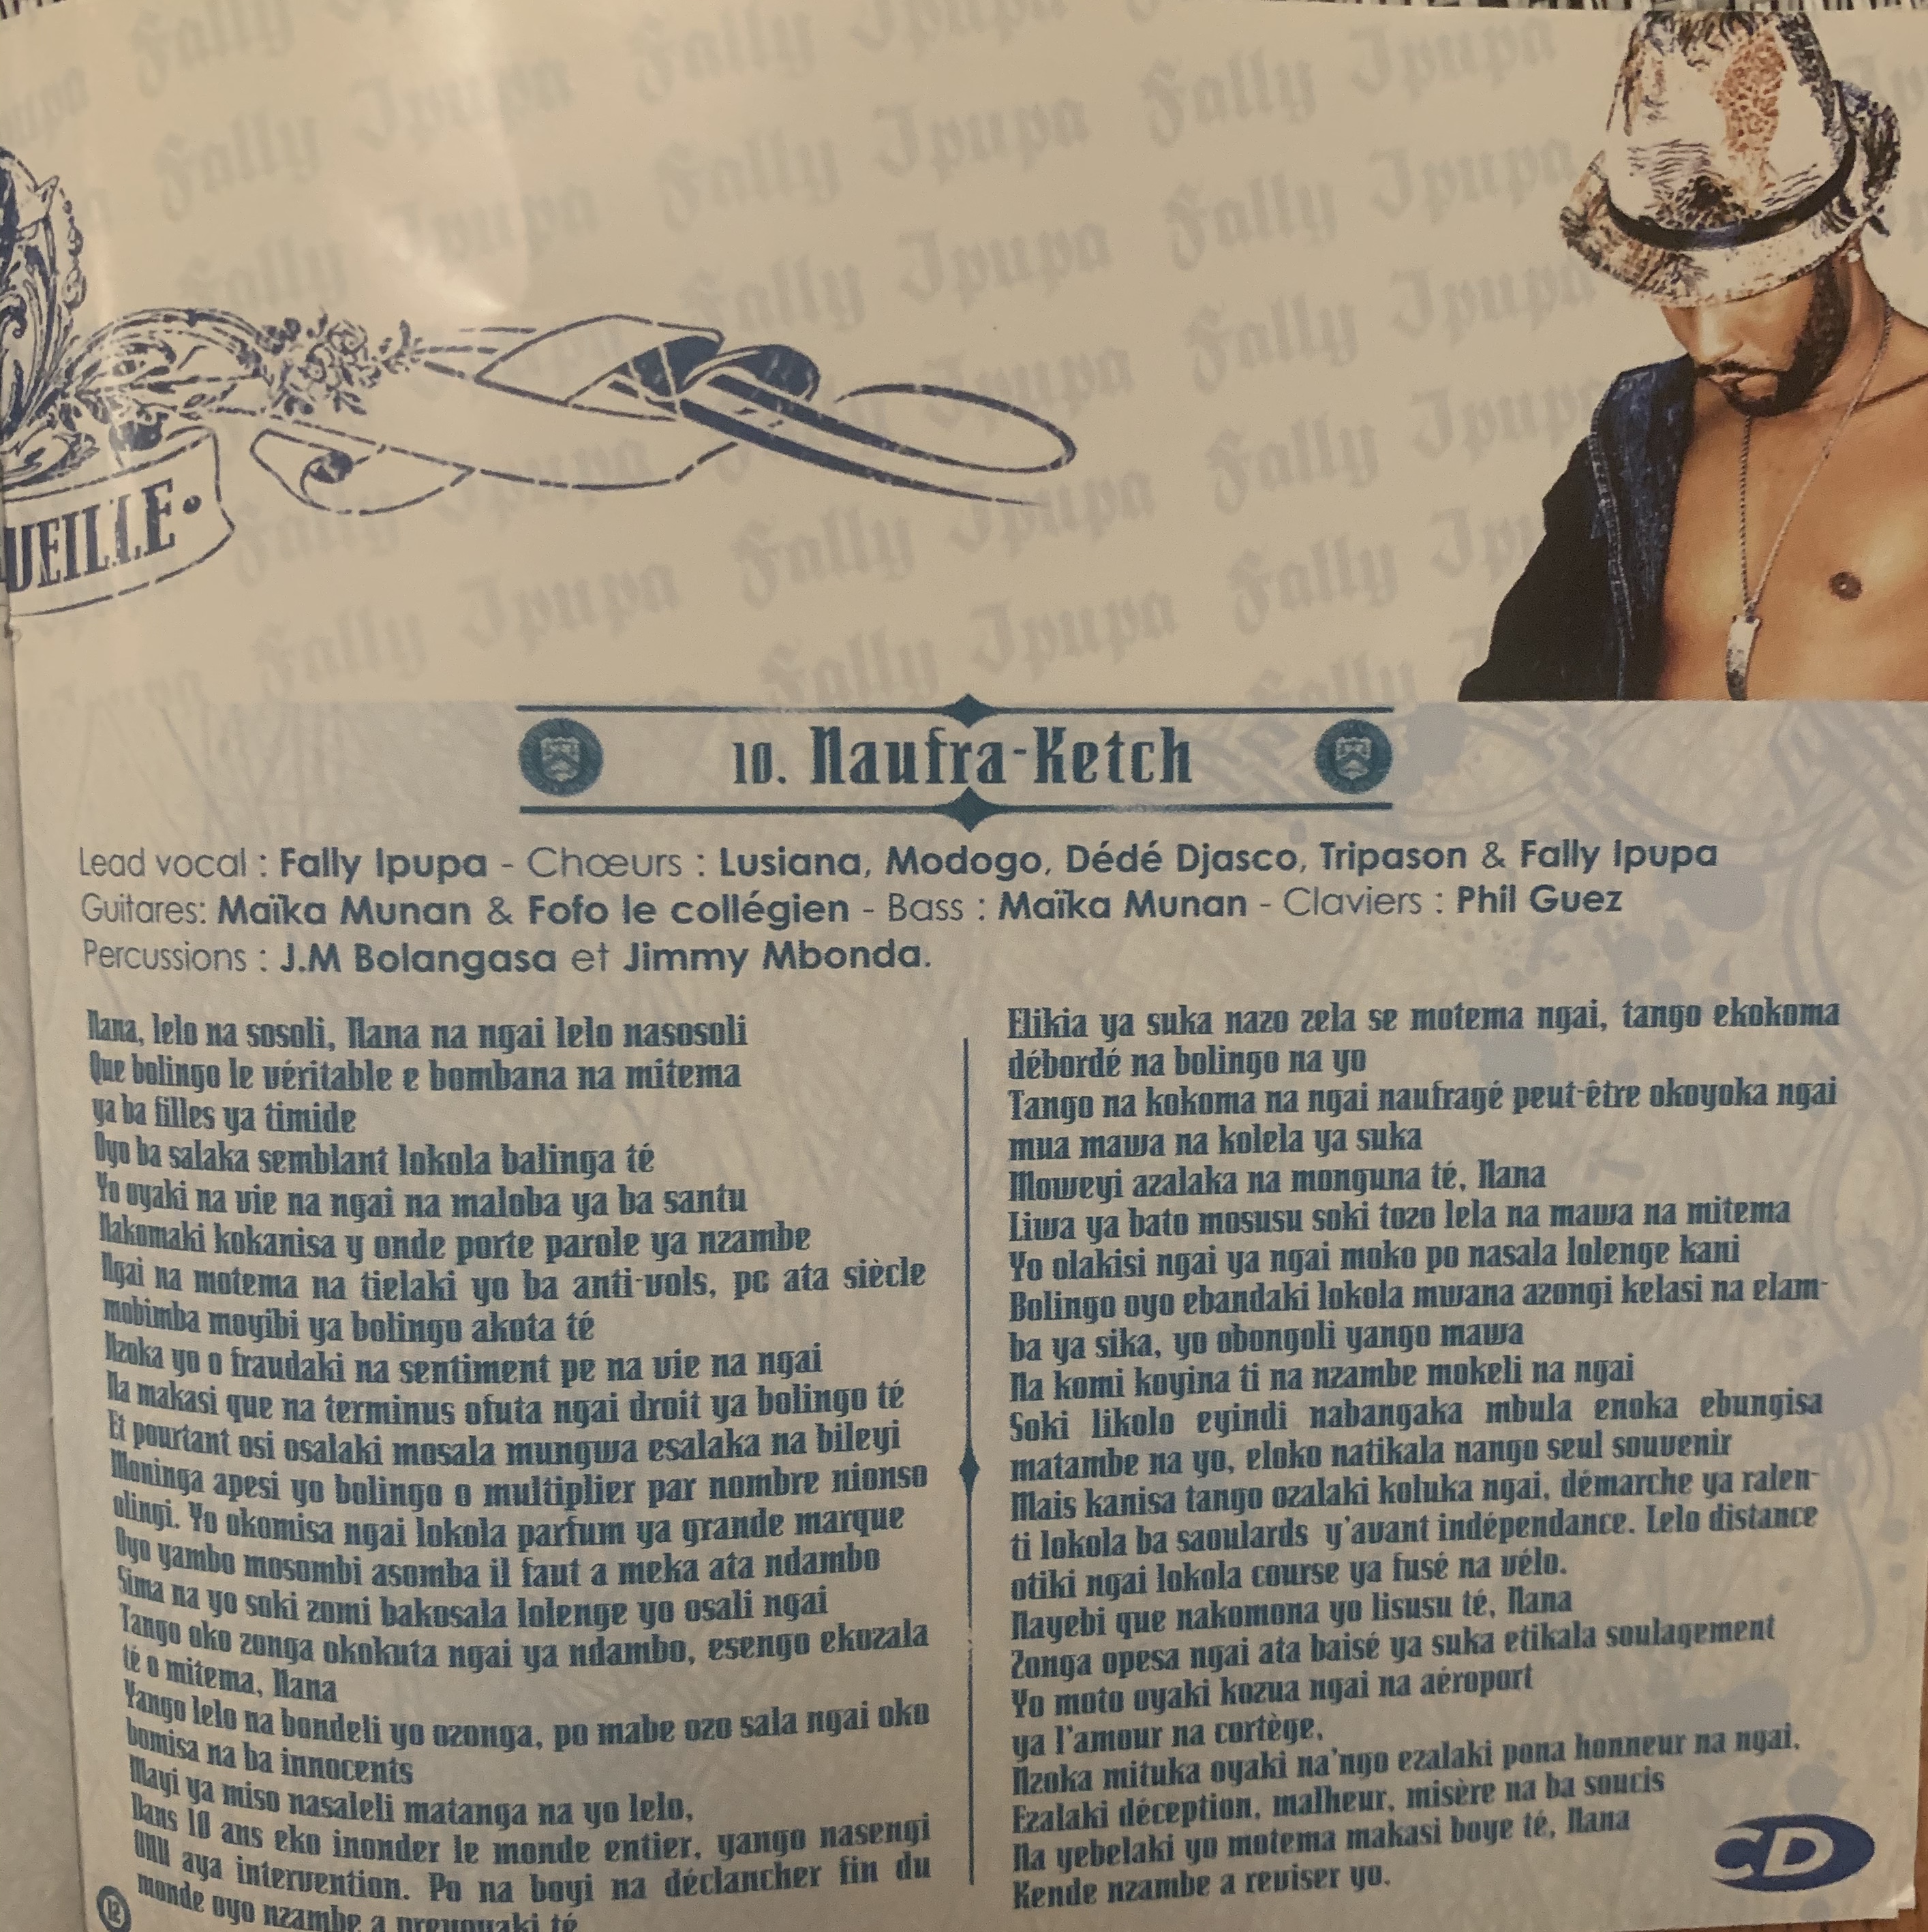 Fally Ipupa
UEILLE
10. Naufra-Ketch
Lead vocal : Fally Ipupa - Chœurs : Lusiana, Modogo, Dédé Djasco, Tripason & Fally Ipupa
Guitares: Maïka Munan & Fofo le collégien - Bass : Maïka Munan - Claviers : Phil Guez
Percussions : J.M Bolangasa et Jimmy Mbonda.
Nana, lelo na sosoli, Nana na ngai lelo nasosoli
Que bolingo le véritable e bombana na mitema
ya ba filles ya timide
Oyo ba salaka semblant lokola balinga té
Yo oyaki na vie na ngai na maloba ya ba santu
Nakomaki kokanisa y onde porte parole ya nzambe
Ngai na motema na tielaki yo ba anti-vols, po ata siècle
mobimba moyibi ya bolingo akota té
Nzoka yo o fraudaki na sentiment pe na vie na ngai
Na makasi que na terminus ofuta ngai droit ya bolingo té
Et pourtant osi osalaki mosala mungwa esalaka na bileyi
Moninga apesi yo bolingo o multiplier par nombre nionso
olingi. Yo okomisa ngai lokola parfum ya grande marque
Oyo yambo mosombi asomba il faut a meka ata ndambo
Sima na yo soki zomi bakosala lolenge yo osali ngai
Tango oko zonga okokuta ngai ya ndambo, esengo ekozala
té o mitema, Nana
Yango lelo na bondeli yo ozonga, po mabe ozo sala ngai oko
bomisa na ba innocents
Mayi ya miso nasaleli matanga na yo lelo,
Dans 10 ans eko inonder le monde entier, yango nasengi
ONU aya intervention. Po na boyi na déclancher fin du
monde oyo nzambe a prevoyaki té
12
Elikia ya suka nazo zela se motema ngai, tango ekokoma
débordé na bolingo na yo
Tango na kokoma na ngai naufragé peut-être okoyoka ngai
mua mawa na kolela ya suka
Moweyi azalaka na monguna té, Nana
Liwa ya bato mosusu soki tozo lela na mawa na mitema
Yo olakisi ngai ya ngai moko po nasala lolenge kani
Bolingo oyo ebandaki lokola mwana azongi kelasi na elam-
ba ya sika, yo obongoli yango mawa
Na komi koyina ti na nzambe mokeli na ngai
Soki likolo eyindi nabangaka mbula enoka ebungisa
matambe na yo, eloko natikala nango seul souvenir
Mais kanisa tango ozalaki koluka ngai, démarche ya ralen-
ti lokola ba saoulards y'avant indépendance. Lelo distance
otiki ngai lokola course ya fusé na vélo.
Nayebi que nakomona yo lisusu té, Nana
Zonga opesa ngai ata baisé ya suka etikala soulagement
Yo moto oyaki kozua ngai na aéroport
ya l'amour na cortège,
Nzoka mituka oyaki na'ngo ezalaki pona honneur na ngai,
Ezalaki déception, malheur, misère na ba soucis
Na yebelaki yo motema makasi boye té, Nana
Kende nzambe a reviser yo.
CD